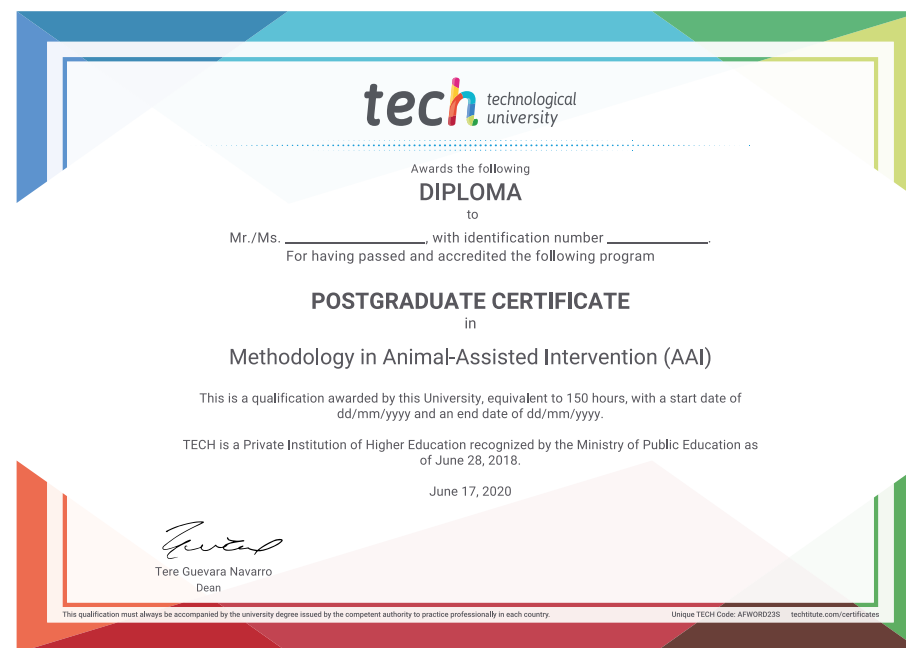 tech technological
university
Awards the following
DIPLOMA
to
Mr./Ms. ____________, with identification number ____________.
For having passed and accredited the following program
POSTGRADUATE CERTIFICATE
in
Methodology in Animal-Assisted Intervention (AAI)
This is a qualification awarded by this University, equivalent to 150 hours, with a start date of
dd/mm/yyyy and an end date of dd/mm/yyyy.
TECH is a Private Institution of Higher Education recognized by the Ministry of Public Education as
of June 28, 2018.
June 17, 2020
Tere Guevara Navarro
Dean
This qualification must always be accompanied by the university degree issued by the competent authority to practice professionally in each country.
Unique TECH Code: AFWORD23S techtitute.com/certificates